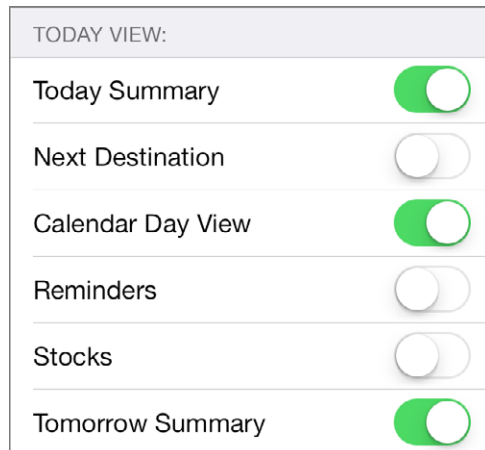 TODAY VIEW:
Today Summary
Next Destination
Calendar Day View
Reminders
Stocks
Tomorrow Summary